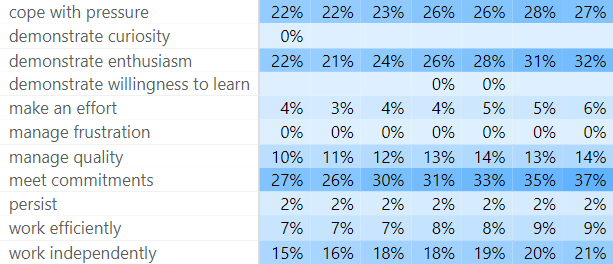 cope with pressure 22% 22% 23% 26% 26% 28% 27%
demonstrate curiosity 0%
demonstrate enthusiasm 22% 21% 24% 26% 28% 31% 32%
demonstrate willingness to learn 0% 0%
make an effort 4% 3% 4% 4% 5% 5% 6%
manage frustration 0% 0% 0% 0% 0% 0% 0%
manage quality 10% 11% 12% 13% 14% 13% 14%
meet commitments 27% 26% 30% 31% 33% 35% 37%
persist 2% 2% 2% 2% 2% 2% 2%
work efficiently 7% 7% 7% 8% 8% 9% 9%
work independently 15% 16% 18% 18% 19% 20% 21%